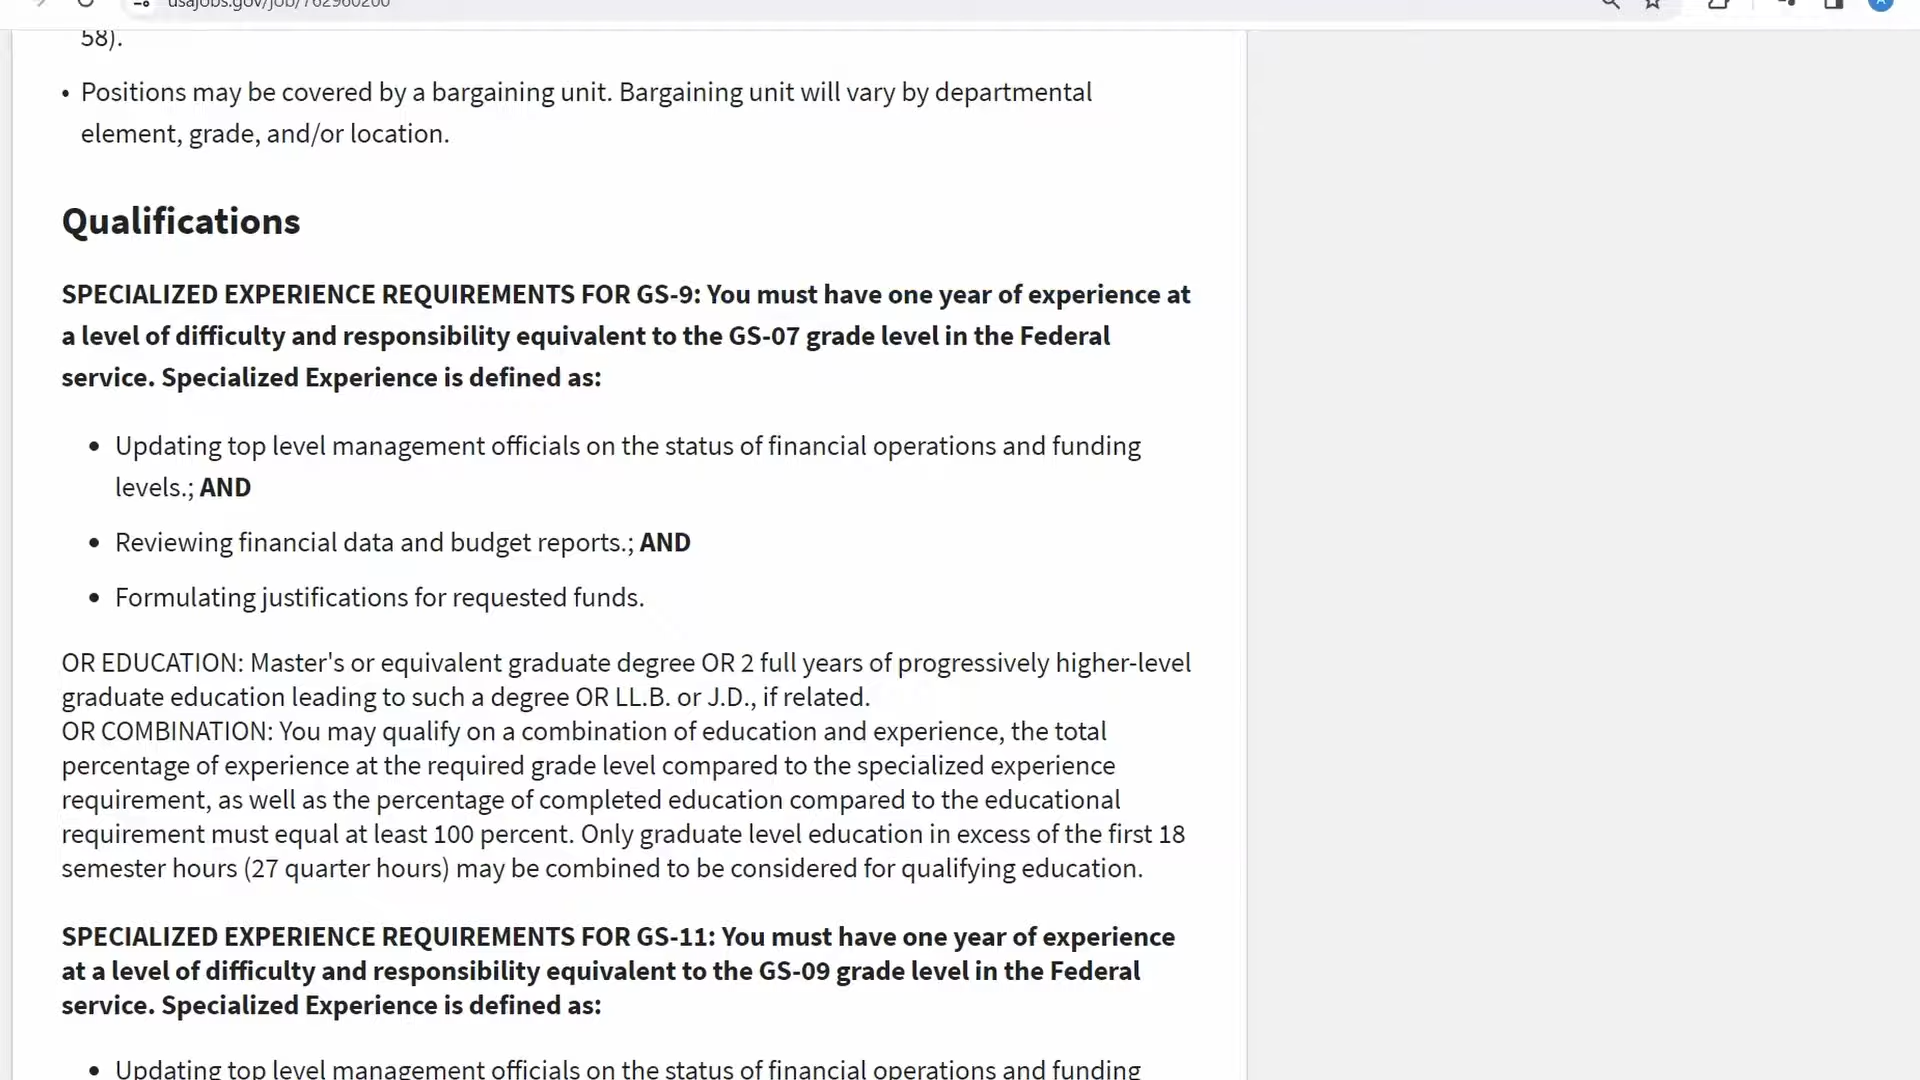 usajobs.gov/job/762960200
58).
• Positions may be covered by a bargaining unit. Bargaining unit will vary by departmental
element, grade, and/or location.
Qualifications
SPECIALIZED EXPERIENCE REQUIREMENTS FOR GS-9: You must have one year of experience at
a level of difficulty and responsibility equivalent to the GS-07 grade level in the Federal
service. Specialized Experience is defined as:
• Updating top level management officials on the status of financial operations and funding
levels.; AND
• Reviewing financial data and budget reports.; AND
• Formulating justifications for requested funds.
OR EDUCATION: Master's or equivalent graduate degree OR 2 full years of progressively higher-level
graduate education leading to such a degree OR LL.B. or J.D., if related.
OR COMBINATION: You may qualify on a combination of education and experience, the total
percentage of experience at the required grade level compared to the specialized experience
requirement, as well as the percentage of completed education compared to the educational
requirement must equal at least 100 percent. Only graduate level education in excess of the first 18
semester hours (27 quarter hours) may be combined to be considered for qualifying education.
SPECIALIZED EXPERIENCE REQUIREMENTS FOR GS-11: You must have one year of experience
at a level of difficulty and responsibility equivalent to the GS-09 grade level in the Federal
service. Specialized Experience is defined as:
• Updating top level management officials on the status of financial operations and funding